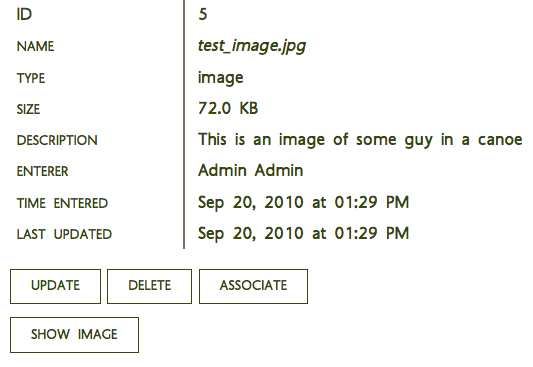 ID 5
NAME test_image.jpg
TYPE image
SIZE 72.0 KB
DESCRIPTION This is an image of some guy in a canoe
ENTERER Admin Admin
TIME ENTERED Sep 20, 2010 at 01:29 PM
LAST UPDATED Sep 20, 2010 at 01:29 PM
UPDATE DELETE ASSOCIATE
SHOW IMAGE